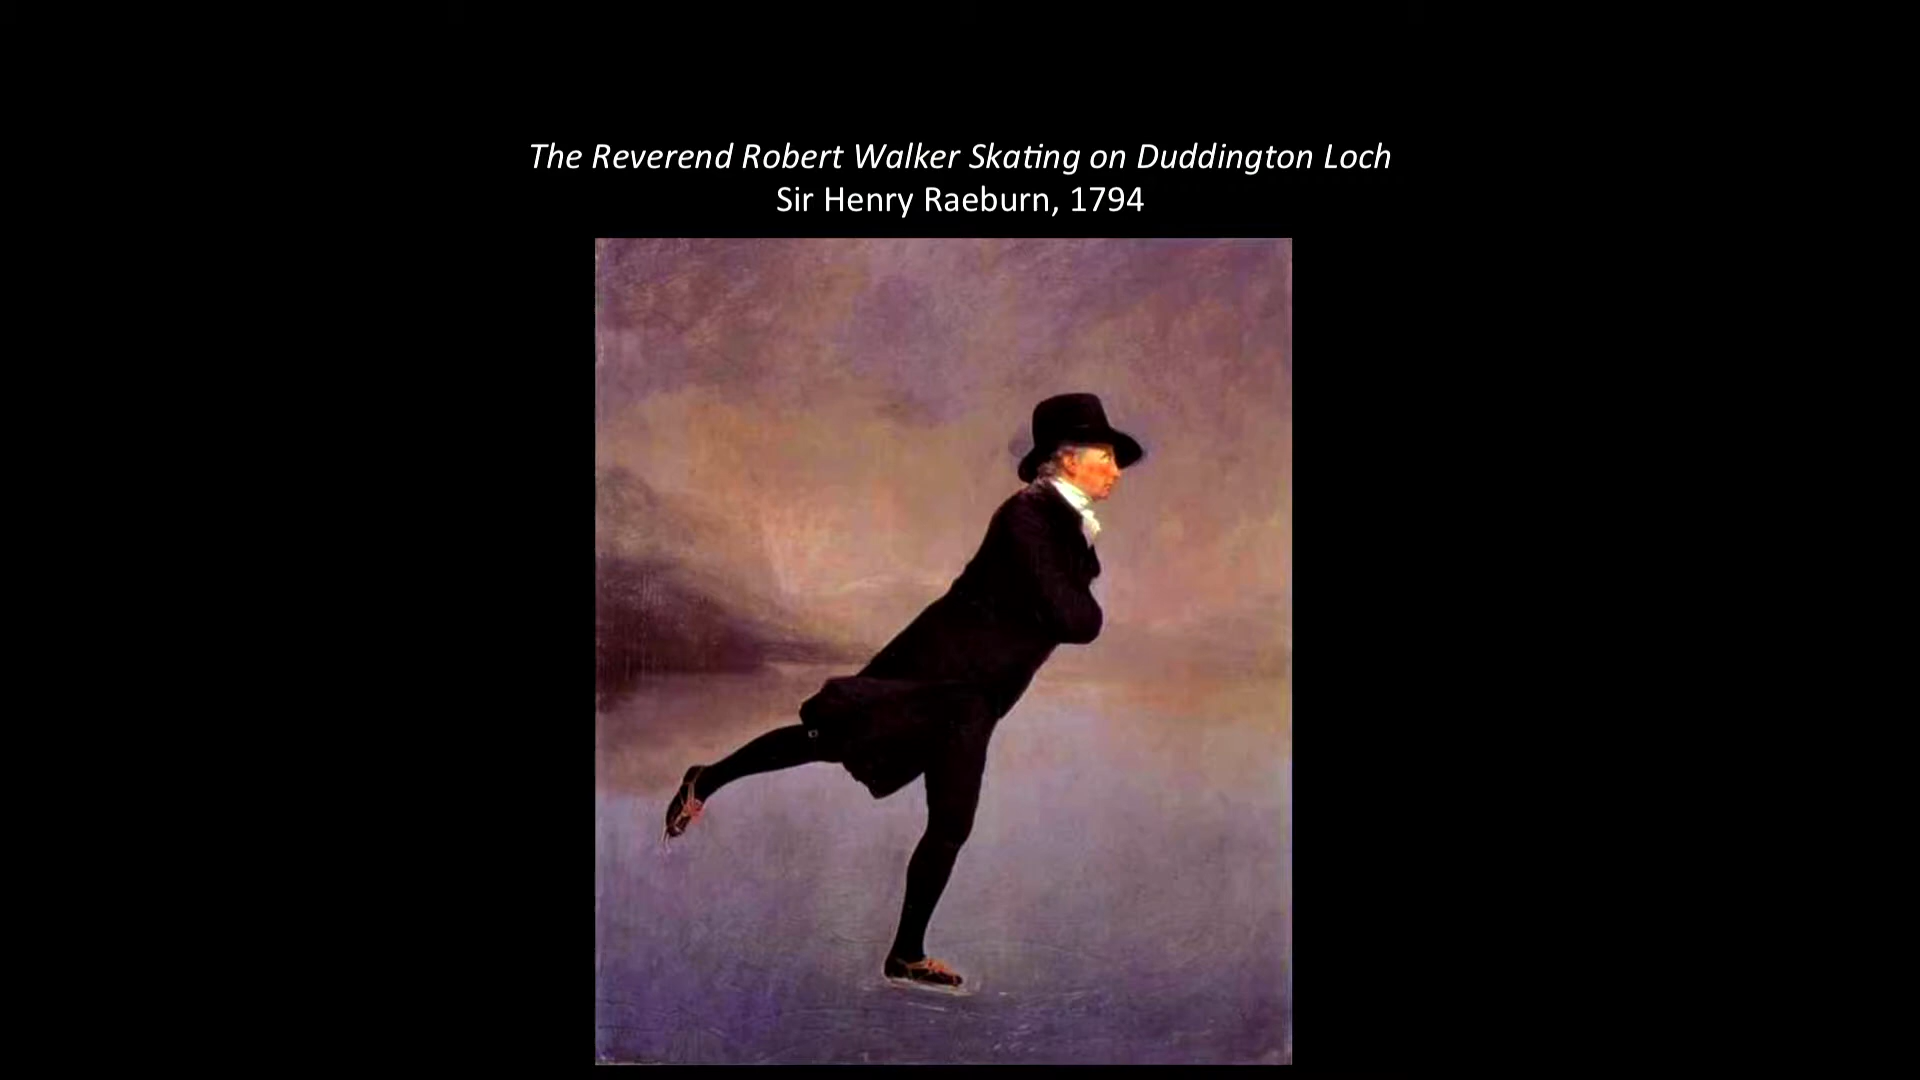 The Reverend Robert Walker Skating on Duddington Loch
Sir Henry Raeburn, 1794